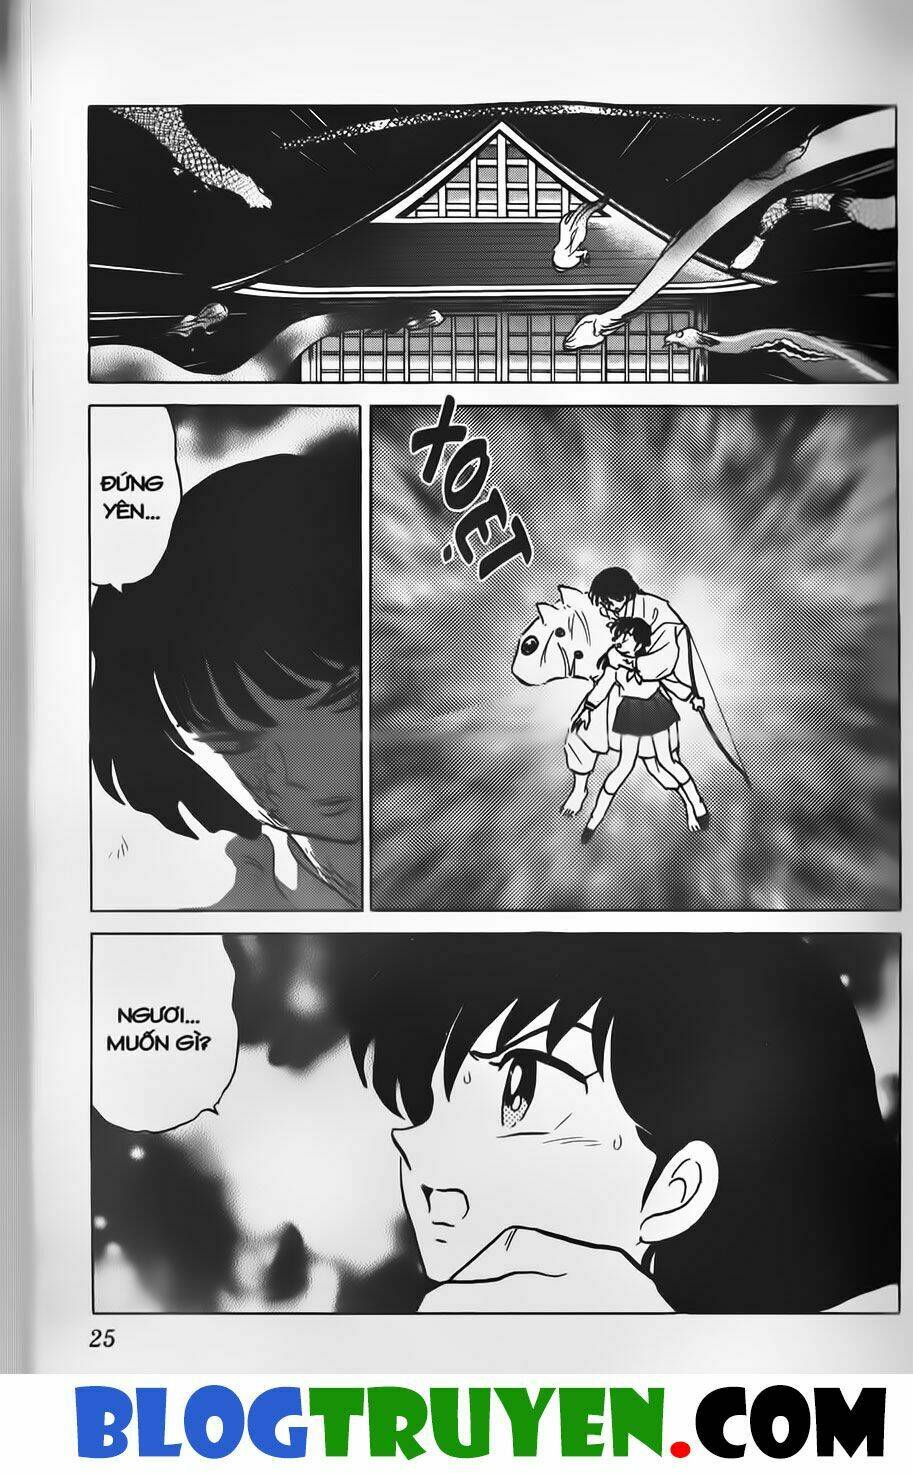 XOẸT
ĐỨNG
YÊN...
NGƯƠI...
MUỐN GÌ?
25
BLOGTRUYEN.COM